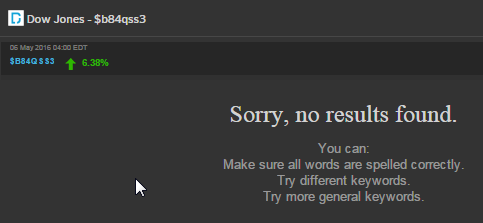 Dow Jones - $b84qss3
06 May 2016 04:00 EDT
$B84QSS3 6.38%
Sorry, no results found.
You can:
Make sure all words are spelled correctly.
Try different keywords.
Try more general keywords.